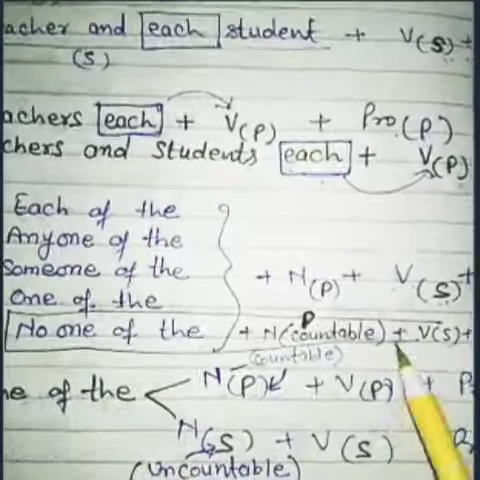 acher and each student + V(S) +
(S)
achers each + V(P) + Pro(P)
chers and students each + V(P)
Each of the
Anyone of the
Someone of the
One of the
No one of the
+ N(P) + V(S) +
P
+ N(countable) + V(S) +
(countable)
ne of the
N(P) + V(P) + P
N(S) + V(S)
(Uncountable)